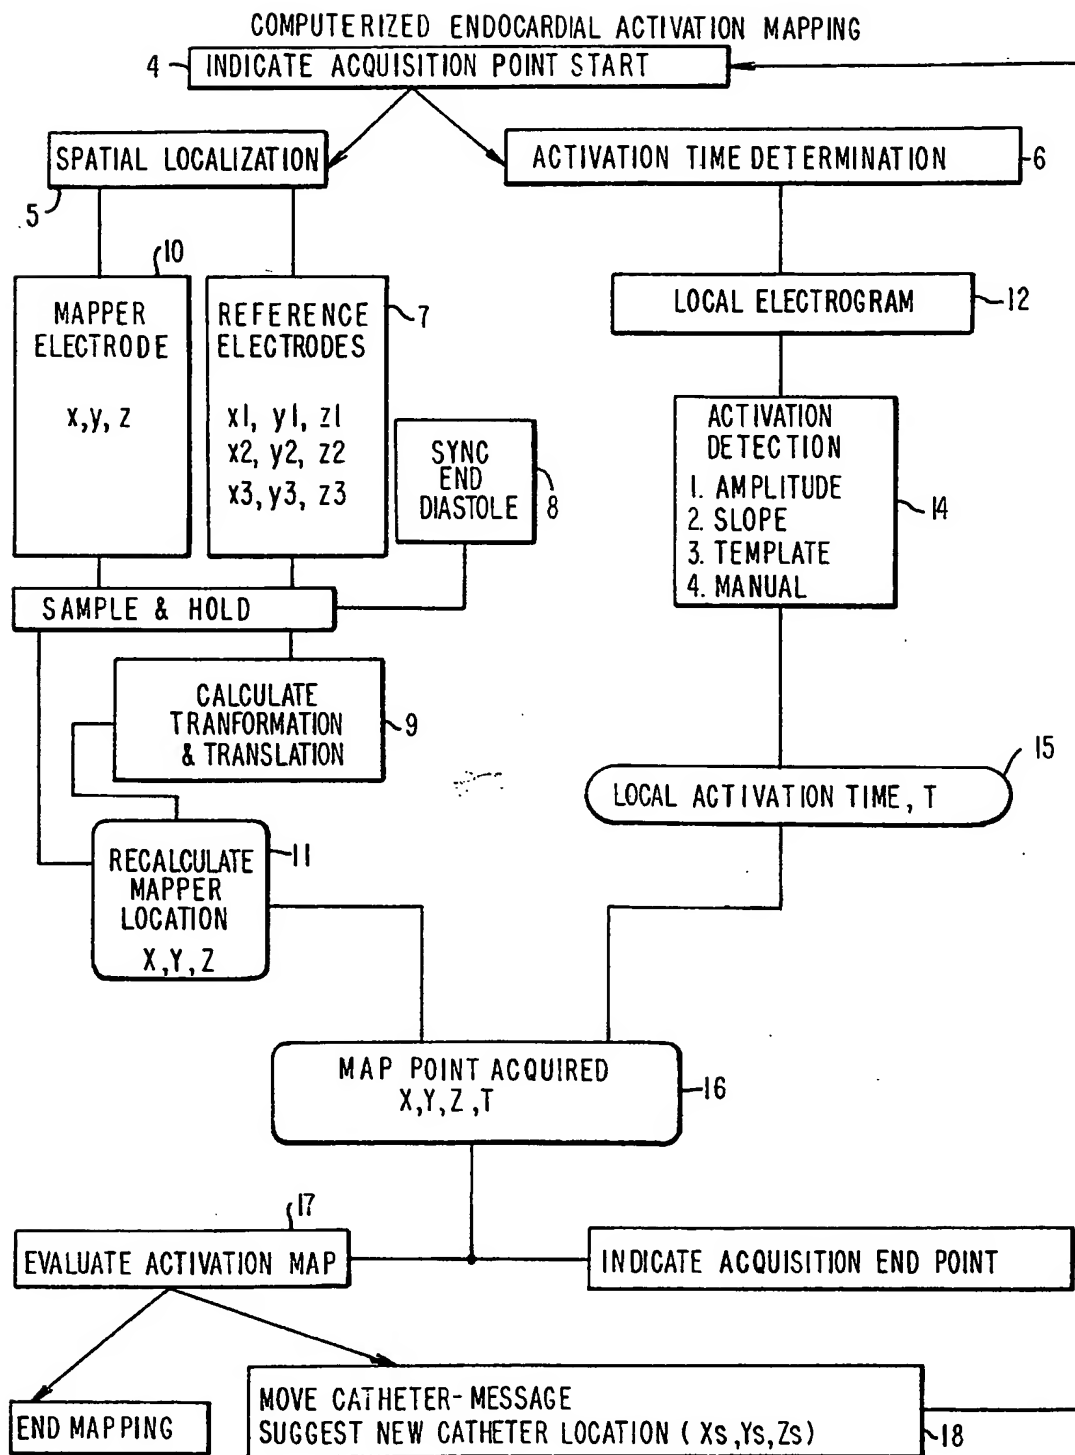 COMPUTERIZED ENDOCARDIAL ACTIVATION MAPPING
4
INDICATE ACQUISITION POINT START
SPATIAL LOCALIZATION
5
ACTIVATION TIME DETERMINATION
6
10
MAPPER
ELECTRODE
x,y,z
REFERENCE
ELECTRODES
7
x1, y1, z1
x2, y2, z2
x3, y3, z3
LOCAL ELECTROGRAM
12
SYNC
END
DIASTOLE
8
ACTIVATION
DETECTION
1. AMPLITUDE
2. SLOPE
3. TEMPLATE
4. MANUAL
14
SAMPLE & HOLD
CALCULATE
TRANFORMATION
& TRANSLATION
9
15
LOCAL ACTIVATION TIME, T
RECALCULATE
MAPPER
LOCATION
X,Y,Z
11
MAP POINT ACQUIRED
X,Y,Z,T
16
17
EVALUATE ACTIVATION MAP
INDICATE ACQUISITION END POINT
END MAPPING
MOVE CATHETER-MESSAGE
SUGGEST NEW CATHETER LOCATION (Xs,Ys,Zs)
18